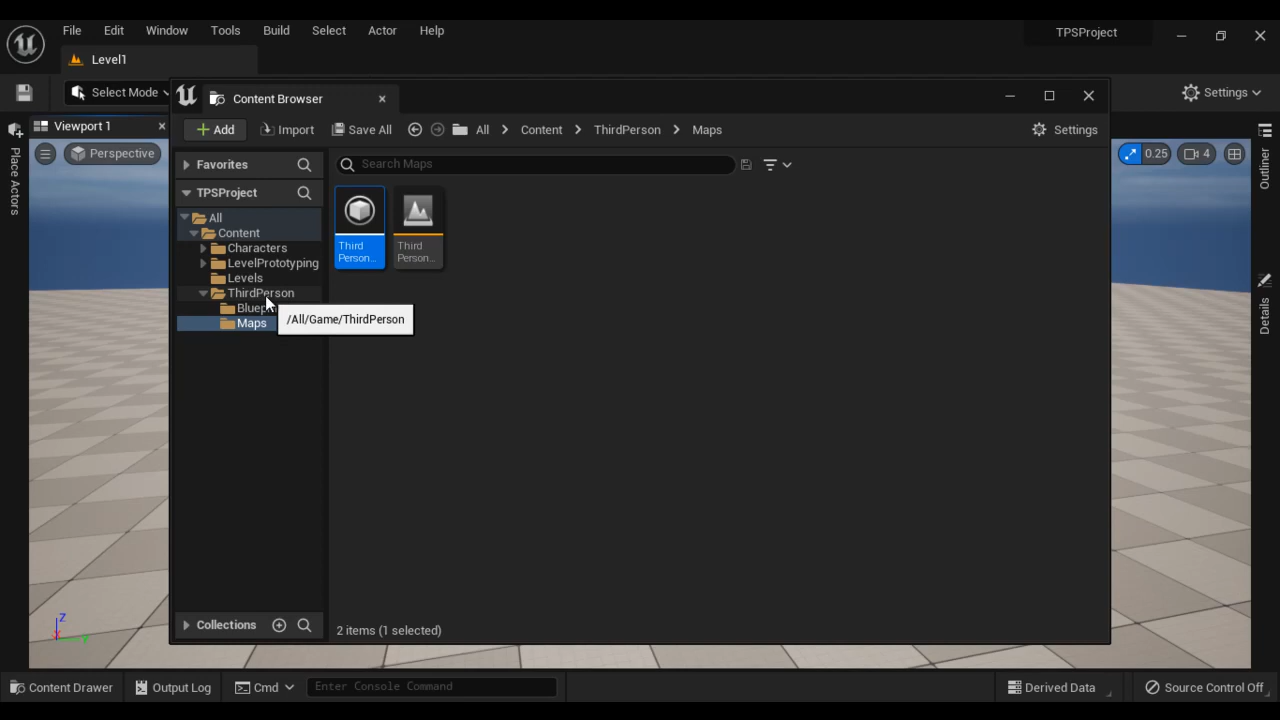 File Edit Window Tools Build Select Actor Help
TPSProject
Level1
Select Mode
Settings
Content Browser
Viewport 1
Add Import Save All All Content ThirdPerson Maps Settings
Perspective
0.25 4
Place Actors
Outliner
Details
Favorites
Search Maps
TPSProject
All
Content
Characters
LevelPrototyping
Levels
ThirdPerson
Maps
Third
Person...
Third
Person...
/All/Game/ThirdPerson
Collections
2 items (1 selected)
Z
Content Drawer Output Log Cmd Enter Console Command Derived Data Source Control Off